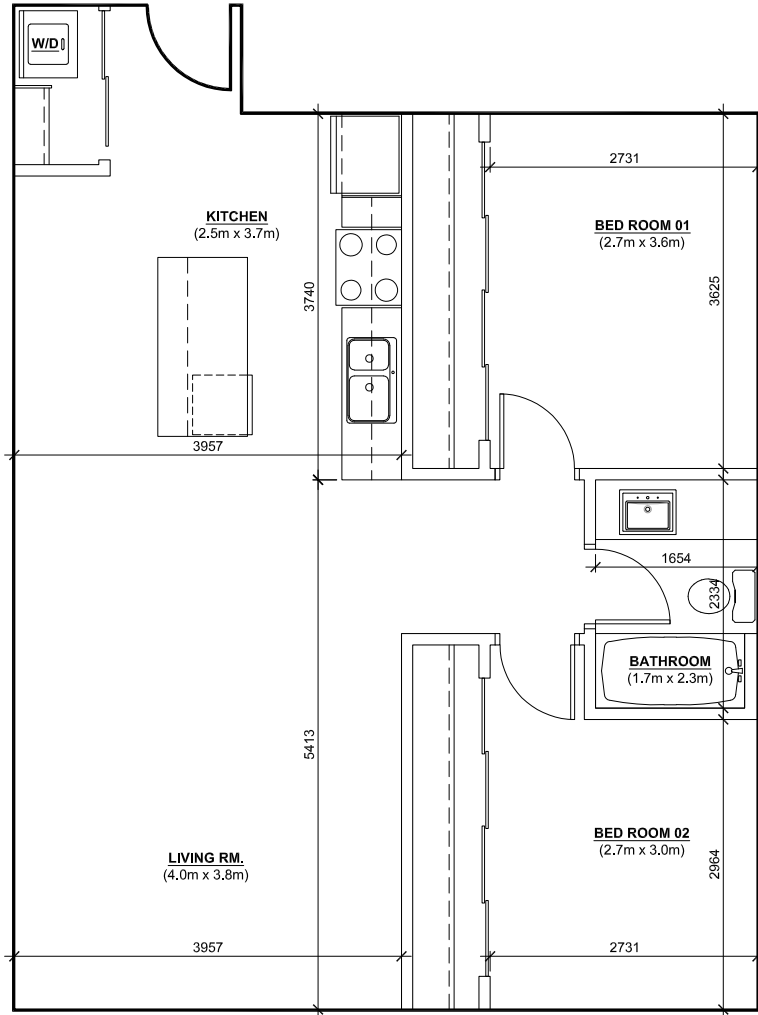 W/D
2731
KITCHEN
(2.5m x 3.7m)
BED ROOM 01
(2.7m x 3.6m)
3740
3625
3957
1654
2334
BATHROOM
(1.7m x 2.3m)
5413
BED ROOM 02
(2.7m x 3.0m)
LIVING RM.
(4.0m x 3.8m)
2964
3957
2731